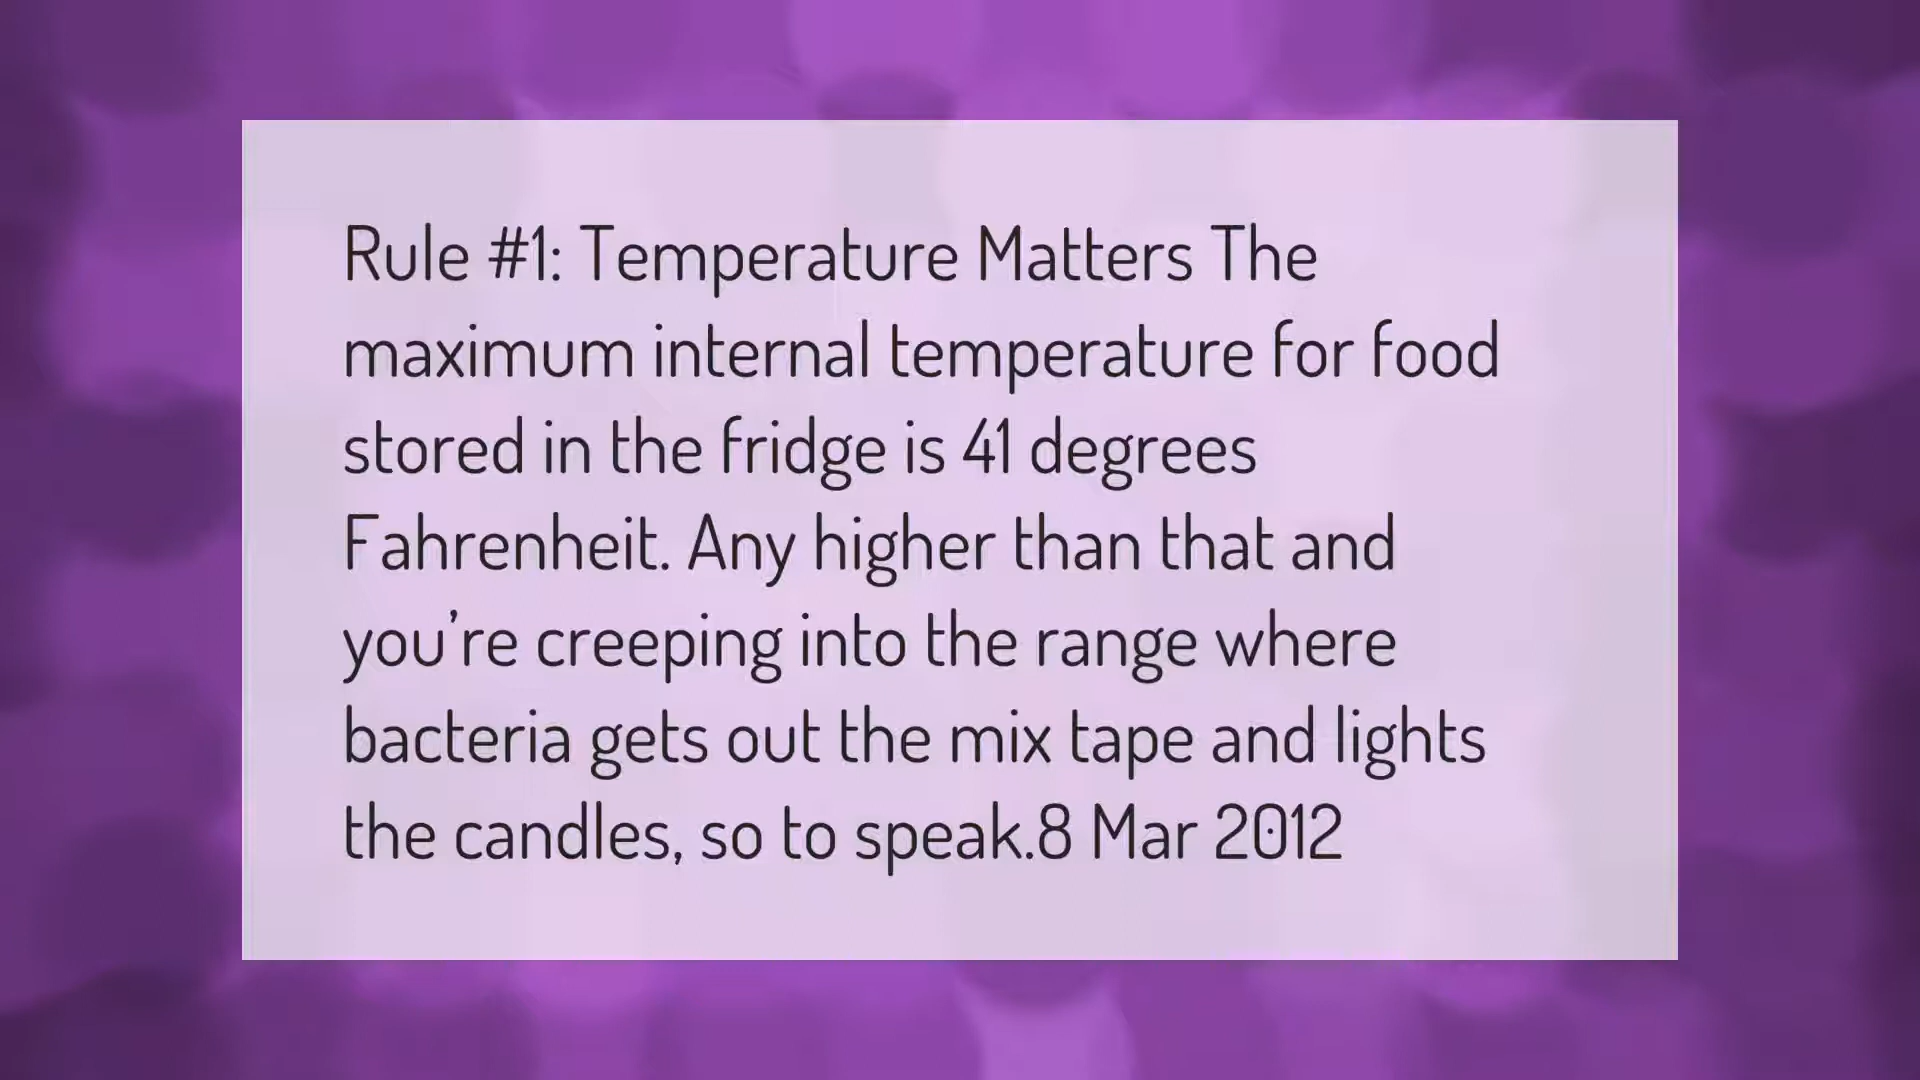 Rule #1: Temperature Matters The
maximum internal temperature for food
stored in the fridge is 41 degrees
Fahrenheit. Any higher than that and
you’re creeping into the range where
bacteria gets out the mix tape and lights
the candles, so to speak.8 Mar 2012